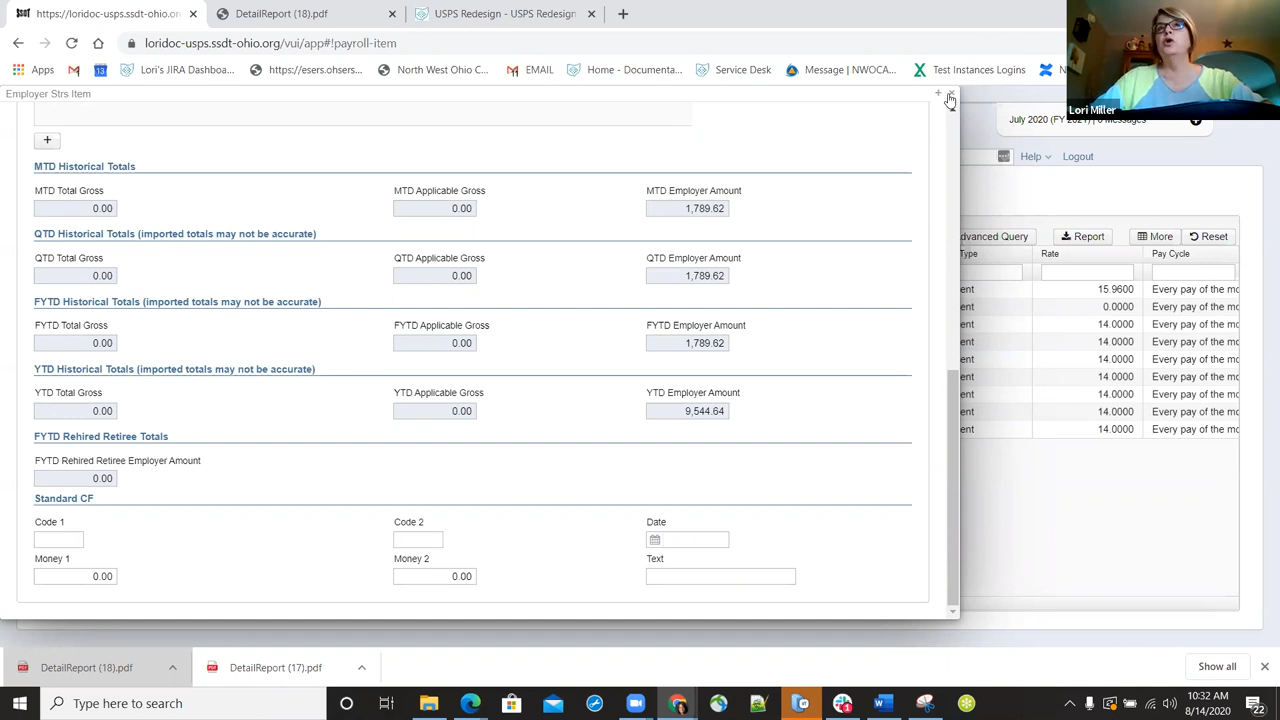 https://loridoc-usps.ssdt-ohio.org/
DetailReport (18).pdf
USPS Redesign - USPS Redesign
loridoc-usps.ssdt-ohio.org/vui/app#!payroll-item
Apps
Lori's JIRA Dashboa...
https://esers.ohsers...
North West Ohio C...
EMAIL
Home - Documenta...
Service Desk
Message | NWOCA...
Test Instances Logins
Employer Strs Item
Lori Miller
July 2020 (FY 2021) | 0 Messages
Help
Logout
MTD Historical Totals
MTD Total Gross
MTD Applicable Gross
MTD Employer Amount
0.00
0.00
1,789.62
QTD Historical Totals (imported totals may not be accurate)
QTD Total Gross
QTD Applicable Gross
QTD Employer Amount
0.00
0.00
1,789.62
FYTD Historical Totals (imported totals may not be accurate)
FYTD Total Gross
FYTD Applicable Gross
FYTD Employer Amount
0.00
0.00
1,789.62
YTD Historical Totals (imported totals may not be accurate)
YTD Total Gross
YTD Applicable Gross
YTD Employer Amount
0.00
0.00
9,544.64
FYTD Rehired Retiree Totals
FYTD Rehired Retiree Employer Amount
0.00
Standard CF
Code 1
Code 2
Date
Money 1
Money 2
Text
0.00
0.00
dvanced Query
Report
More
Reset
Type
Rate
Pay Cycle
ent 15.9600 Every pay of the mo
0.0000 Every pay of the mo
ent 14.0000 Every pay of the mo
ent 14.0000 Every pay of the mo
ent 14.0000 Every pay of the mo
ent 14.0000 Every pay of the mo
ent 14.0000 Every pay of the mo
ent 14.0000 Every pay of the mo
ent 14.0000 Every pay of the mo
DetailReport (18).pdf
DetailReport (17).pdf
Show all
Type here to search
10:32 AM
8/14/2020
22